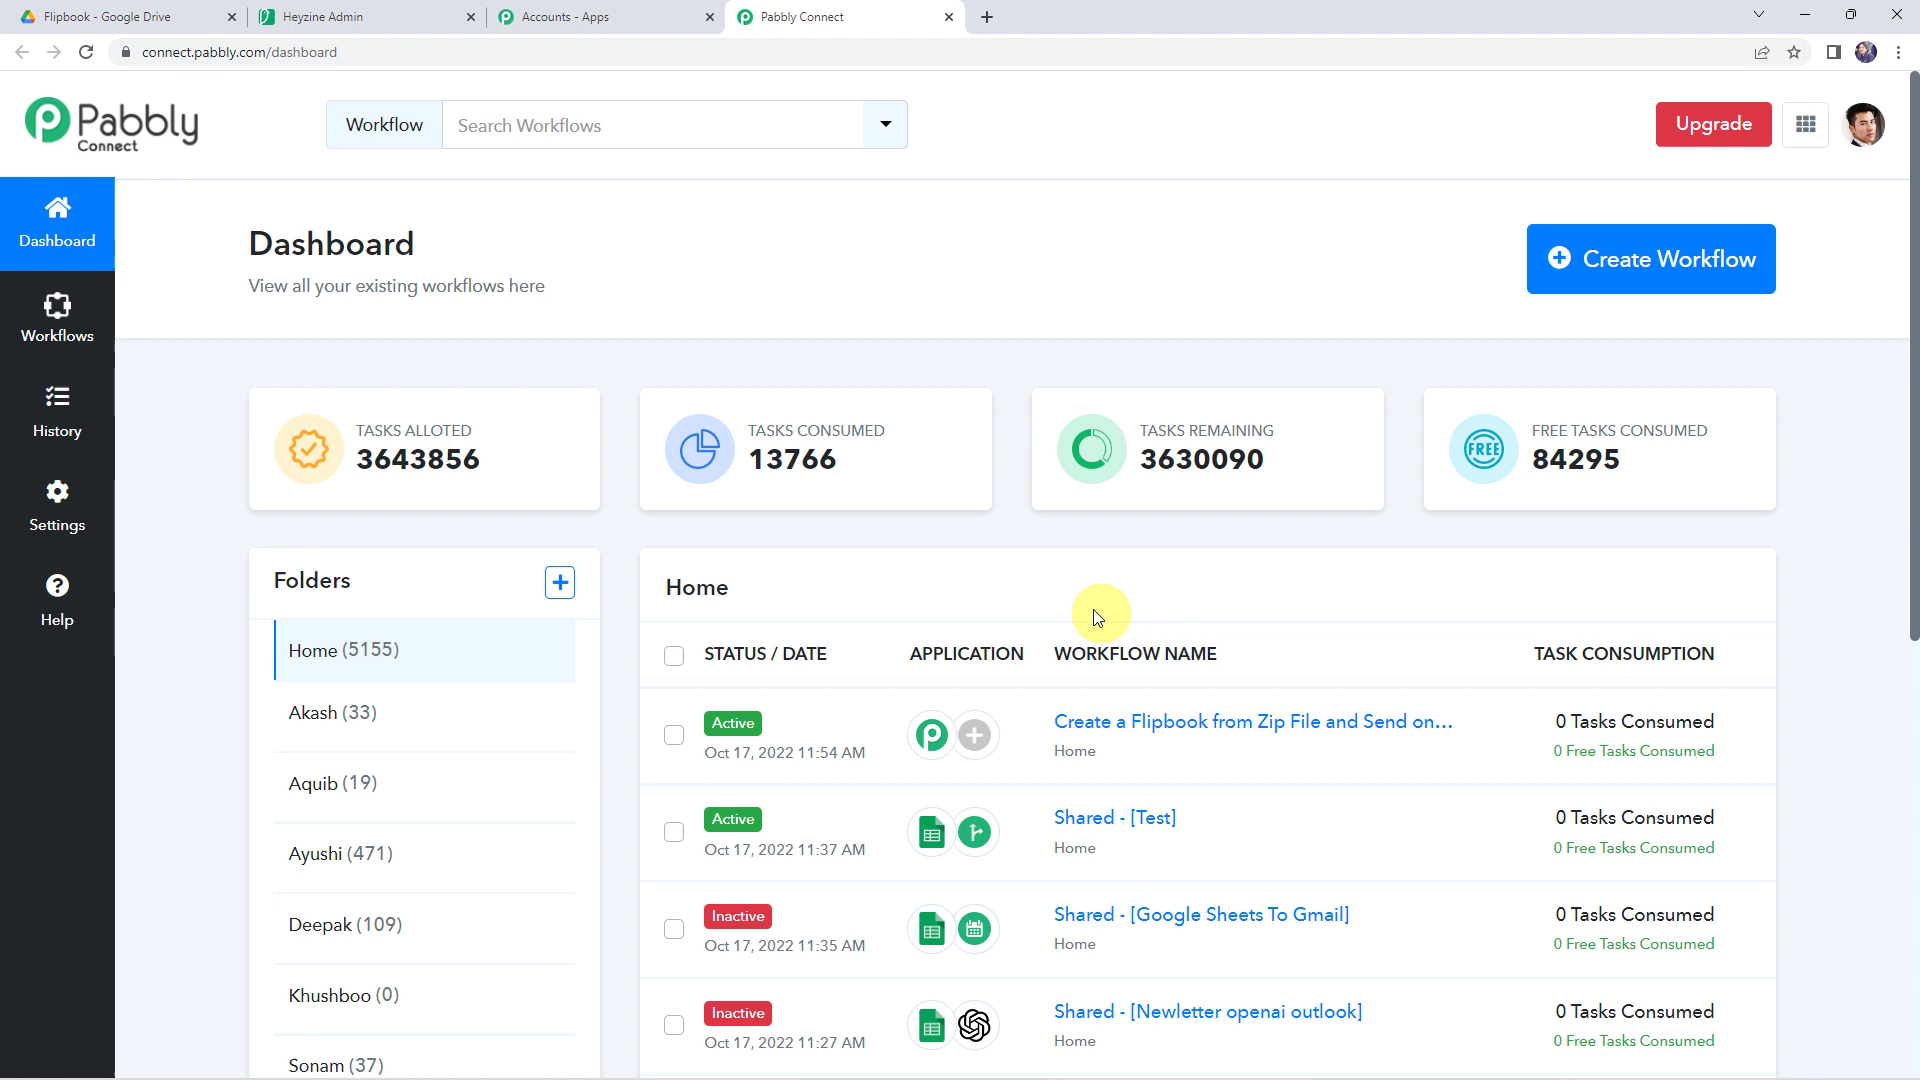 Flipbook - Google Drive
Heyzine Admin
Accounts - Apps
Pabbly Connect
connect.pabbly.com/dashboard
Pabbly
Connect
Workflow
Search Workflows
Upgrade
Dashboard
Workflows
History
Settings
Help
Dashboard
View all your existing workflows here
Create Workflow
TASKS ALLOTED
3643856
TASKS CONSUMED
13766
TASKS REMAINING
3630090
FREE
FREE TASKS CONSUMED
84295
Folders
Home (5155)
Akash (33)
Aquib (19)
Ayushi (471)
Deepak (109)
Khushboo (0)
Sonam (37)
Home
STATUS / DATE APPLICATION WORKFLOW NAME TASK CONSUMPTION
Active
Oct 17, 2022 11:54 AM
Create a Flipbook from Zip File and Send on...
Home
0 Tasks Consumed
0 Free Tasks Consumed
Active
Oct 17, 2022 11:37 AM
Shared - [Test]
Home
0 Tasks Consumed
0 Free Tasks Consumed
Inactive
Oct 17, 2022 11:35 AM
Shared - [Google Sheets To Gmail]
Home
0 Tasks Consumed
0 Free Tasks Consumed
Inactive
Oct 17, 2022 11:27 AM
Shared - [Newletter openai outlook]
Home
0 Tasks Consumed
0 Free Tasks Consumed